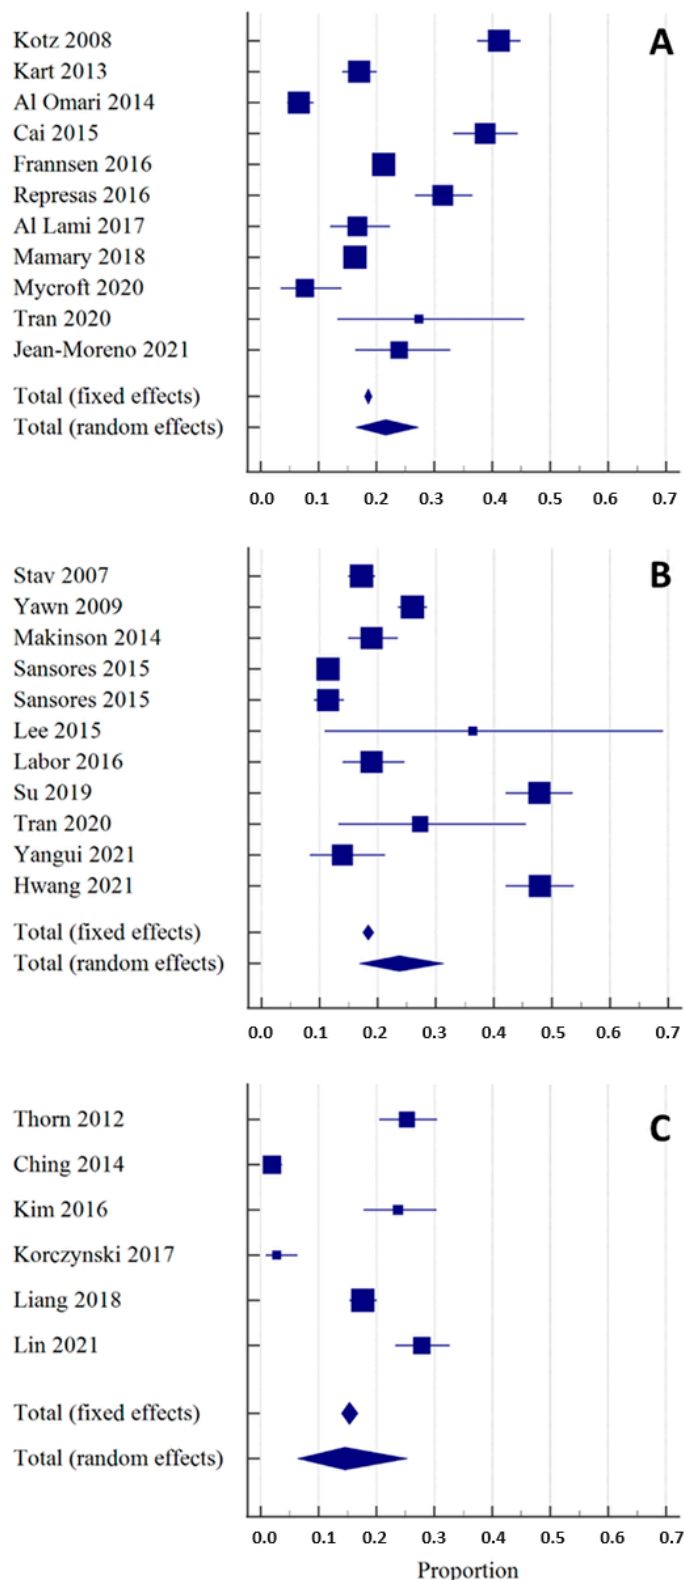 A
Kotz 2008
Kart 2013
Al Omari 2014
Cai 2015
Frannsen 2016
Represas 2016
Al Lami 2017
Mamary 2018
Mycroft 2020
Tran 2020
Jean-Moreno 2021
Total (fixed effects)
Total (random effects)
0.0 0.1 0.2 0.3 0.4 0.5 0.6 0.7
B
Stav 2007
Yawn 2009
Makinson 2014
Sansores 2015
Sansores 2015
Lee 2015
Labor 2016
Su 2019
Tran 2020
Yangui 2021
Hwang 2021
Total (fixed effects)
Total (random effects)
0.0 0.1 0.2 0.3 0.4 0.5 0.6 0.7
C
Thorn 2012
Ching 2014
Kim 2016
Korczynski 2017
Liang 2018
Lin 2021
Total (fixed effects)
Total (random effects)
0.0 0.1 0.2 0.3 0.4 0.5 0.6 0.7
Proportion